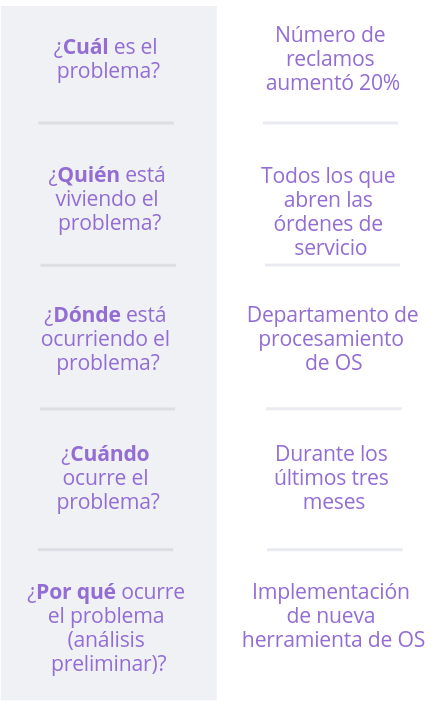 ¿Cuál es el
problema?
Número de
reclamos
aumentó 20%
¿Quién está
viviendo el
problema?
Todos los que
abren las
órdenes de
servicio
¿Dónde está
ocurriendo el
problema?
Departamento de
procesamiento
de OS
¿Cuándo
ocurre el
problema?
Durante los
últimos tres
meses
¿Por qué ocurre
el problema
(análisis
preliminar)?
Implementación
de nueva
herramienta de OS